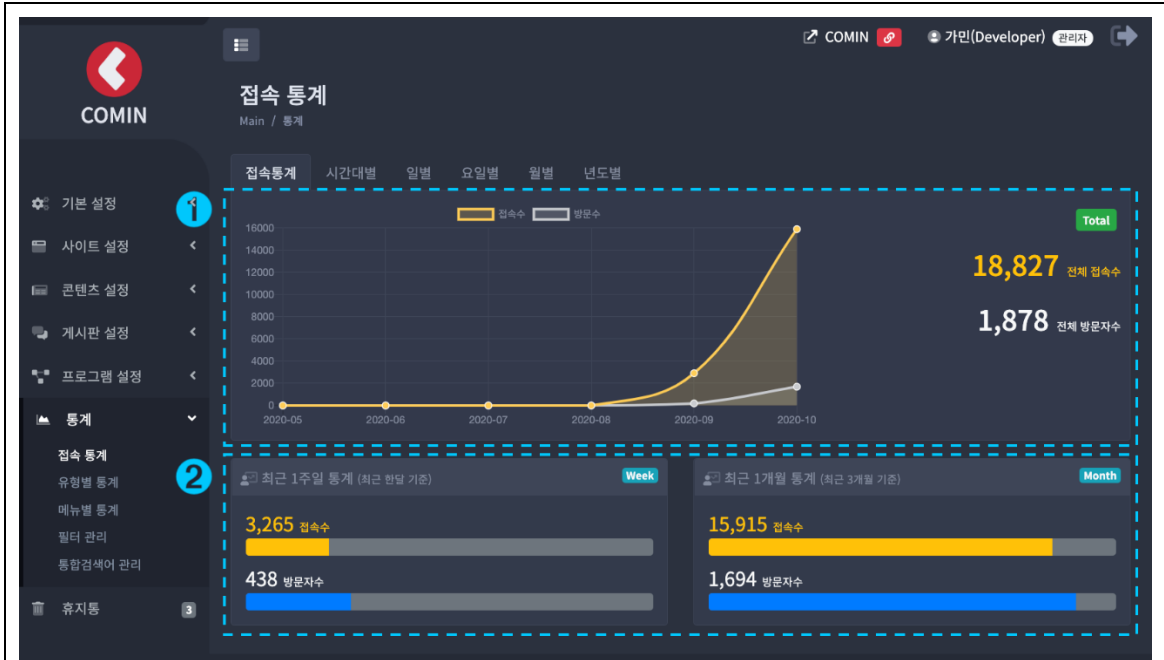 COMIN
가민(Developer) 관리자
COMIN
접속 통계
Main / 통계
접속통계 시간대별 일별 요일별 월별 년도별
기본 설정
사이트 설정
콘텐츠 설정
게시판 설정
프로그램 설정
통계
접속 통계
유형별 통계
메뉴별 통계
필터 관리
통합검색어 관리
휴지통 3
1
접속수 방문수
16000
14000
12000
10000
8000
6000
4000
2000
0
2020-05 2020-06 2020-07 2020-08 2020-09 2020-10
Total
18,827 전체 접속수
1,878 전체 방문자수
2
최근 1주일 통계 (최근 한달 기준) Week
3,265 접속수
438 방문자수
최근 1개월 통계 (최근 3개월 기준) Month
15,915 접속수
1,694 방문자수